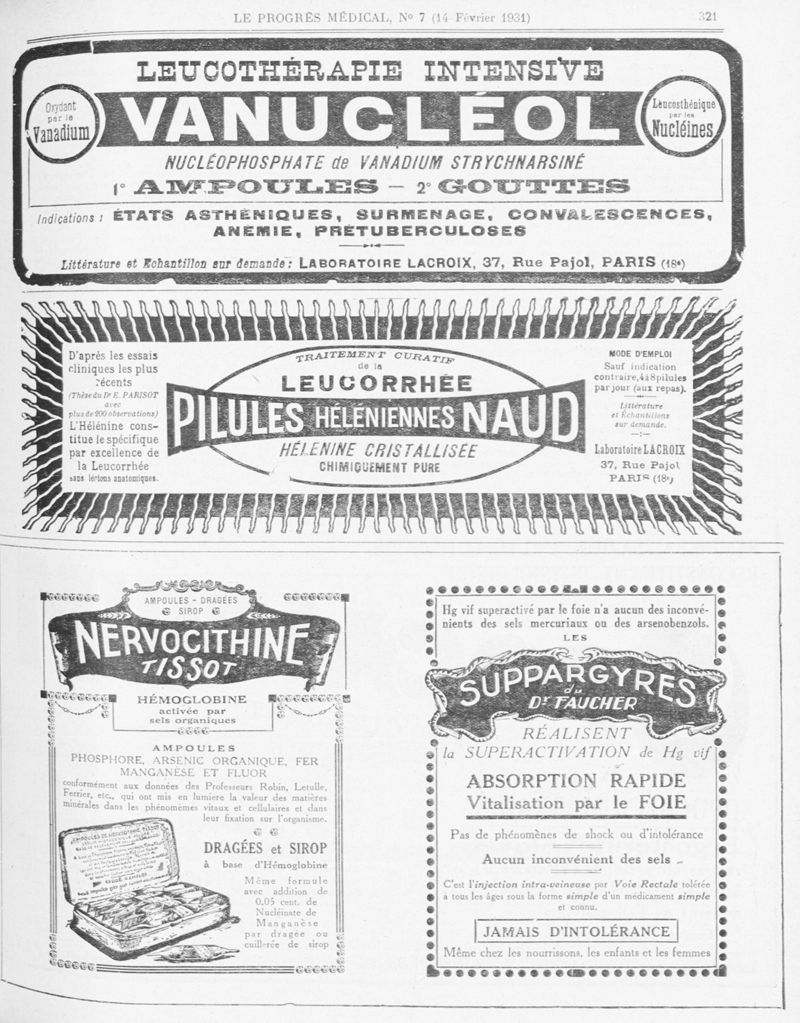 LE PROGRÈS MÉDICAL, No 7 (14 Février 1931) 321
LEUCOTHÉRAPIE INTENSIVE
Oxydant
par le
Vanadium
VANUCLÉOL
Leucosthénique
par les
Nucléines
NUCLÉOPHOSPHATE de VANADIUM STRYCHNARSINÉ
1° AMPOULES — 2° GOUTTES
Indications : ÉTATS ASTHÉNIQUES, SURMENAGE, CONVALESCENCES,
ANÉMIE, PRÉTUBERCULOSES
Littérature et Echantillon sur demande : LABORATOIRE LACROIX, 37, Rue Pajol, PARIS (18e)
D'après les essais
cliniques les plus
récents
(Thèse du Dr E. PARISOT
avec
plus de 200 observations)
L'Hélénine cons-
titue le spécifique
par excellence de
la Leucorrhée
sans lésions anatomiques.
TRAITEMENT CURATIF
de la
LEUCORRHÉE
PILULES HÉLÉNIENNES NAUD
HÉLÉNINE CRISTALLISÉE
CHIMIQUEMENT PURE
MODE D'EMPLOI
Sauf indication
contraire, 4 à 8 pilules
par jour (aux repas).
Littérature
et Échantillons
sur demande.
—:—
Laboratoire LACROIX
37, Rue Pajol
PARIS (18e)
AMPOULES - DRAGÉES
SIROP
NERVOCITHINE
TISSOT
HÉMOGLOBINE
activée par
sels organiques
AMPOULES
PHOSPHORE, ARSENIC ORGANIQUE, FER
MANGANÈSE ET FLUOR
conformément aux données des Professeurs Robin, Letulle,
Ferrier, etc., qui ont mis en lumière la valeur des matières
minérales dans les phénomèmes vitaux et cellulaires et dans
leur fixation sur l'organisme.
DRAGÉES et SIROP
à base d'Hémoglobine
Même formule
avec addition de
0.05 cent. de
Nucléinate de
Manganèse
par dragée ou
cuillerée de sirop
AMPOULES DE NERVOCITHINE TISSOT
Hg vif superactivé par le foie n'a aucun des inconvé-
nients des sels mercuriaux ou des arsenobenzols.
LES
SUPPARGYRES
du
Dr FAUCHER
RÉALISENT
la SUPERACTIVATION de Hg vif
ABSORPTION RAPIDE
Vitalisation par le FOIE
Pas de phénomènes de shock ou d'intolérance
Aucun inconvénient des sels
C'est l'injection intra-veineuse par Voie Rectale tolérée
à tous les âges sous la forme simple d'un médicament simple
et connu.
JAMAIS D'INTOLÉRANCE
Même chez les nourrissons, les enfants et les femmes